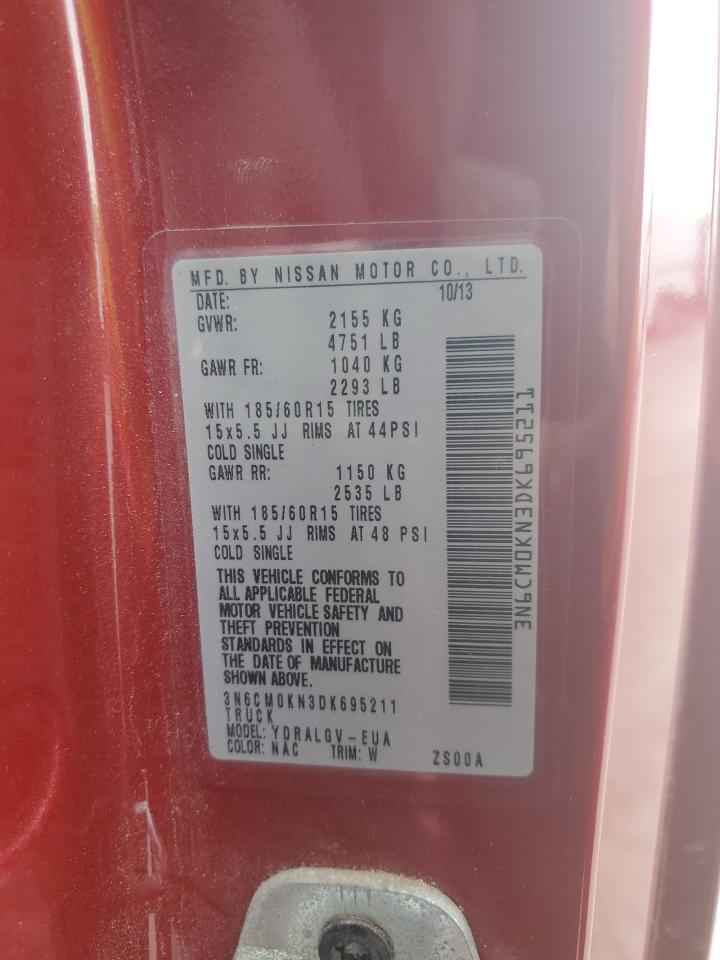 MFD. BY NISSAN MOTOR CO., LTD.
DATE: 10/13
GVWR: 2155 KG
4751 LB
GAWR FR: 1040 KG
2293 LB
WITH 185/60R15 TIRES
15x5.5 JJ RIMS AT 44PSI
COLD SINGLE
GAWR RR: 1150 KG
2535 LB
WITH 185/60R15 TIRES
15x5.5 JJ RIMS AT 48 PSI
COLD SINGLE
THIS VEHICLE CONFORMS TO
ALL APPLICABLE FEDERAL
MOTOR VEHICLE SAFETY AND
THEFT PREVENTION
STANDARDS IN EFFECT ON
THE DATE OF MANUFACTURE
SHOWN ABOVE.
3N6CM0KN3DK695211
TRUCK
MODEL: YDRALGV-EUA
COLOR: NAC TRIM: W ZS00A
3N6CM0KN3DK695211